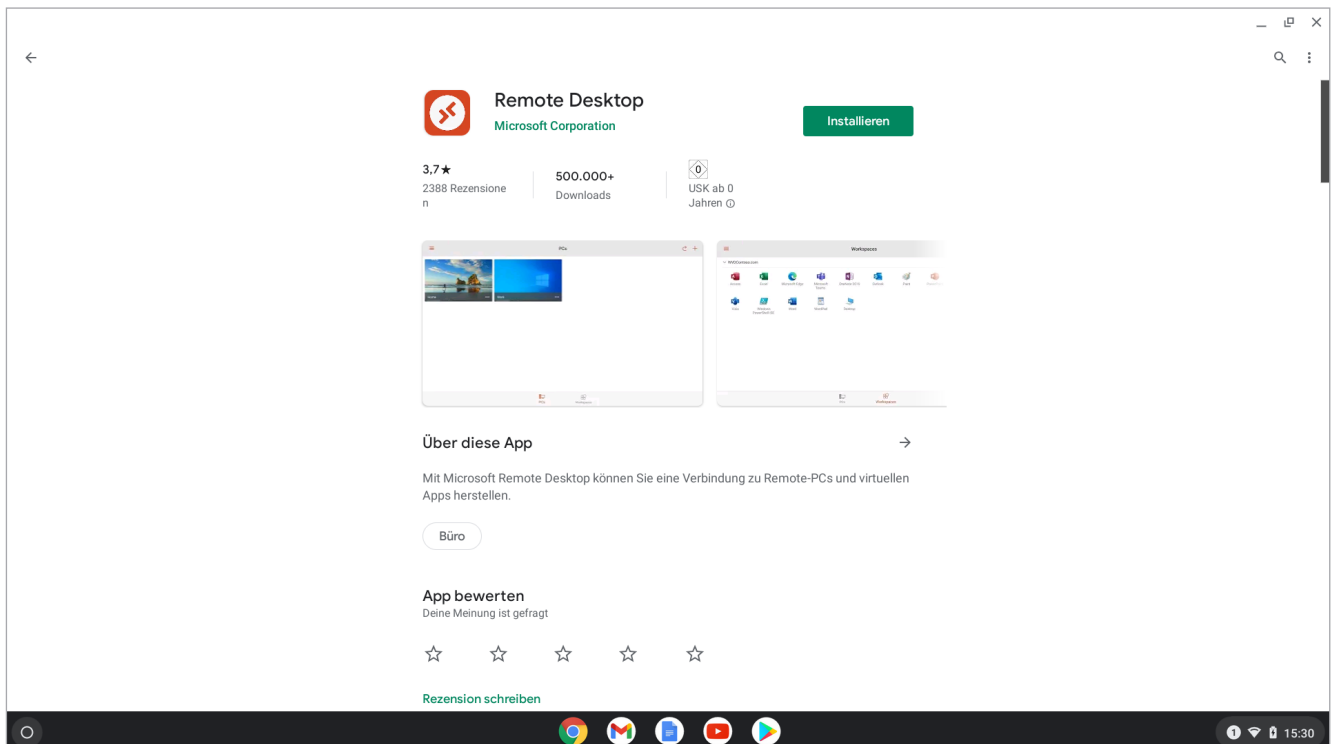 Remote Desktop
Microsoft Corporation
Installieren
3,7★
2388 Rezensione
n
500.000+
Downloads
0
USK ab 0
Jahren
PCs
Workspaces
Über diese App
Mit Microsoft Remote Desktop können Sie eine Verbindung zu Remote-PCs und virtuellen
Apps herstellen.
Büro
App bewerten
Deine Meinung ist gefragt
Rezension schreiben
1
15:30